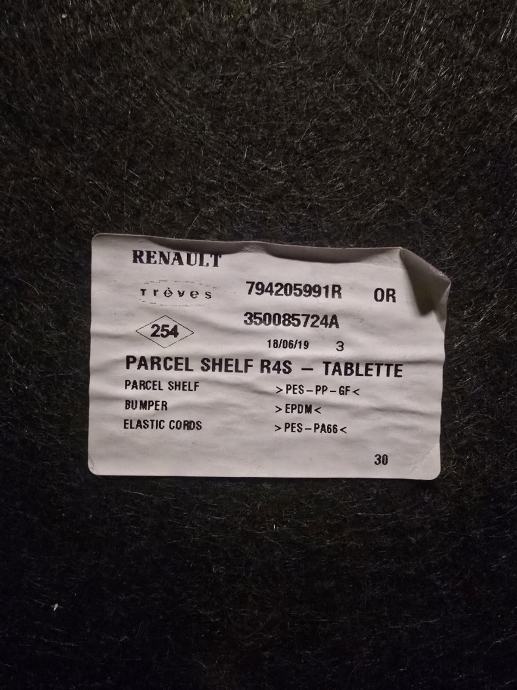 RENAULT
Trèves 794205991R OR
254 350085724A
18/06/19 3
PARCEL SHELF R4S – TABLETTE
PARCEL SHELF >PES–PP–GF<
BUMPER >EPDM<
ELASTIC CORDS >PES–PA66<
30